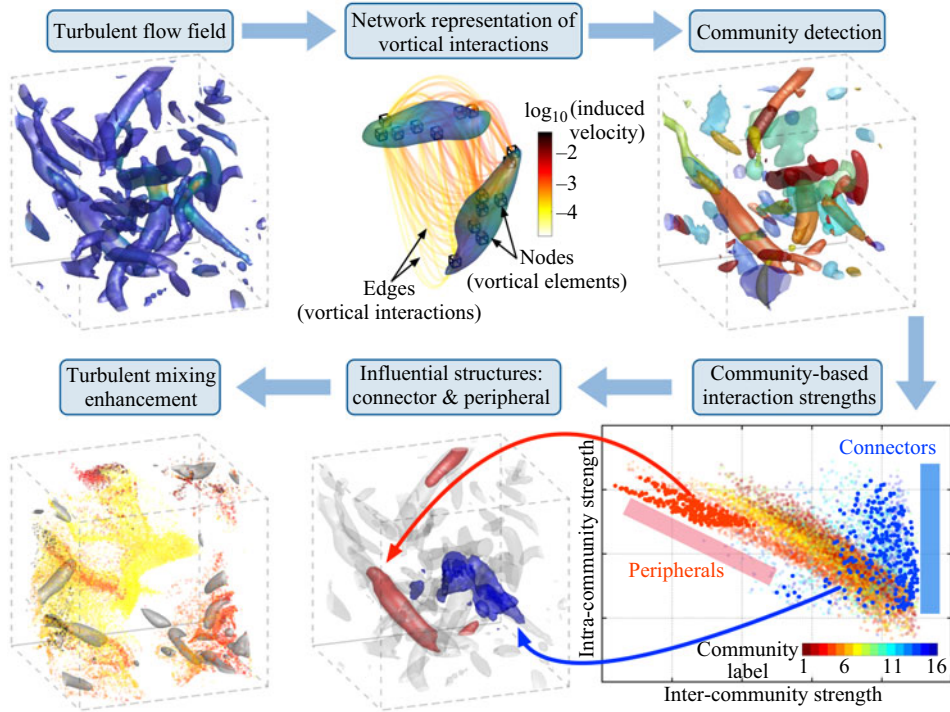 Turbulent flow field
Network representation of
vortical interactions
Community detection
log10 (induced
velocity)
−2
−3
−4
Nodes
(vortical elements)
Edges
(vortical interactions)
Turbulent mixing
enhancement
Influential structures:
connector & peripheral
Community-based
interaction strengths
Intra-community strength
Connectors
Peripherals
Community
label
1 6 11 16
Inter-community strength